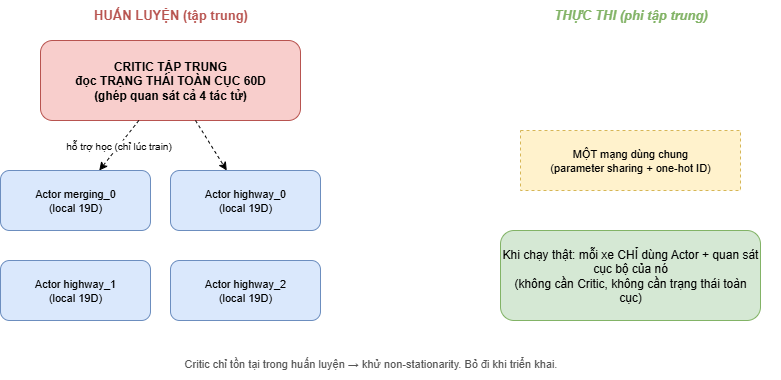 HUẤN LUYỆN (tập trung)
THỰC THI (phi tập trung)
CRITIC TẬP TRUNG
đọc TRẠNG THÁI TOÀN CỤC 60D
(ghép quan sát cả 4 tác tử)
hỗ trợ học (chỉ lúc train)
MỘT mạng dùng chung
(parameter sharing + one-hot ID)
Actor merging_0
(local 19D)
Actor highway_0
(local 19D)
Khi chạy thật: mỗi xe CHỈ dùng Actor + quan sát
cục bộ của nó
(không cần Critic, không cần trạng thái toàn
cục)
Actor highway_1
(local 19D)
Actor highway_2
(local 19D)
Critic chỉ tồn tại trong huấn luyện → khử non-stationarity. Bỏ đi khi triển khai.